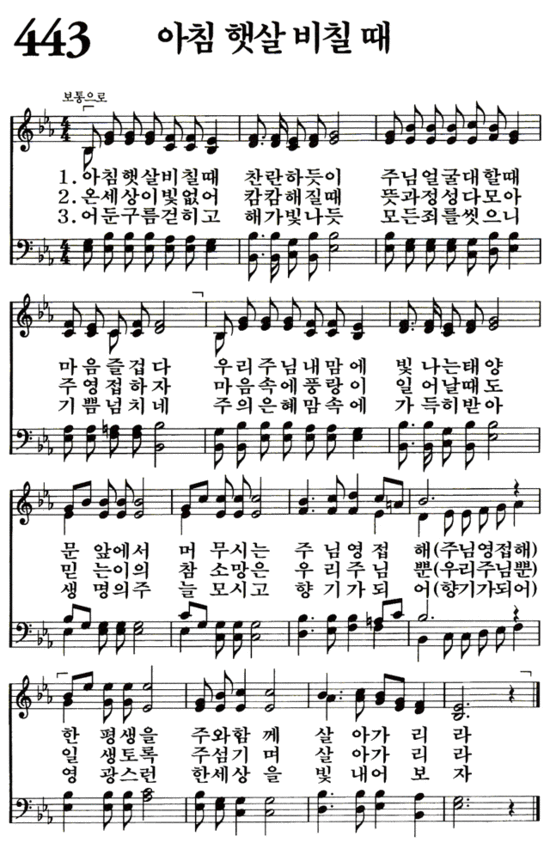 443 아침 햇살 비칠 때
보통으로
1. 아침햇살비칠때 찬란하듯이 주님얼굴대할때
2. 온세상이빛없어 캄캄해질때 뜻과정성다모아
3. 어둔구름걷히고 해가빛나듯 모든죄를씻으니
마음즐겁다 우리주님내맘에 빛나는태양
주영접하자 마음속에풍랑이 일어날때도
기쁨넘치네 주의은혜맘속에 가득히받아
문앞에서 머무시는 주님영접 해(주님영접해)
믿는이의 참소망은 우리주님 뿐(우리주님뿐)
생명의주 늘모시고 향기가되 어(향기가되어)
한평생을 주와함께 살아가리라
일생토록 주섬기며 살아가리라
영광스런 한세상을 빛내어보자